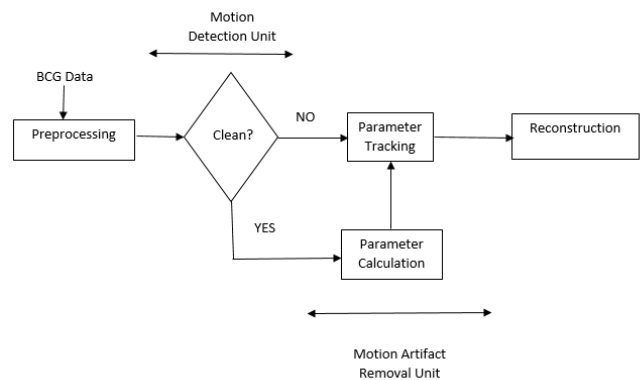 Motion
Detection Unit
BCG Data
Preprocessing
Clean?
NO
Parameter
Tracking
Reconstruction
YES
Parameter
Calculation
Motion Artifact
Removal Unit